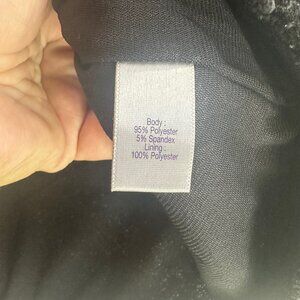 Body :
95% Polyester
5% Spandex
Lining :
100% Polyester